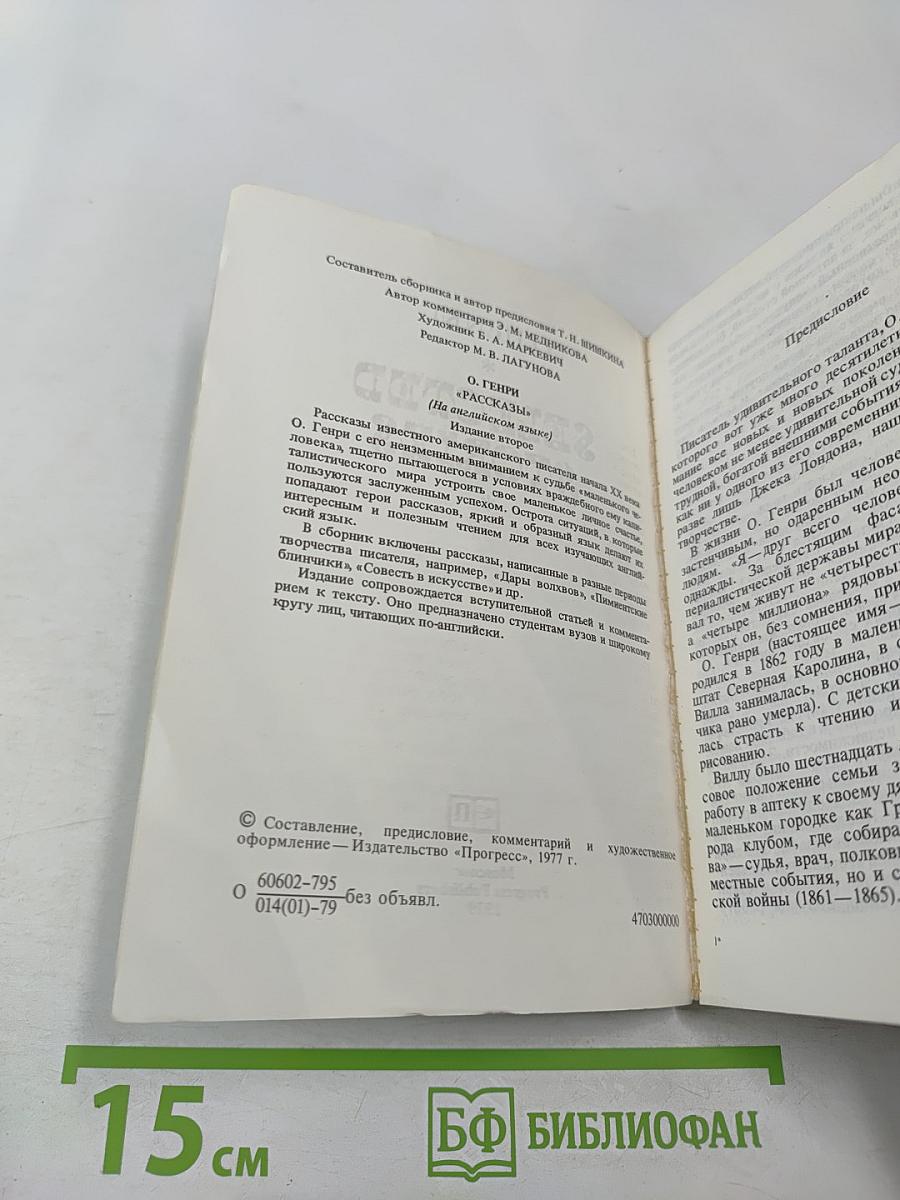 Составитель сборника и автор предисловия Т. Н. ШИШКИНА
Автор комментария Э. М. МЕДНИКОВА
Художник Б. А. МАРКЕВИЧ
Редактор М. В. ЛАГУНОВА
О. ГЕНРИ
«РАССКАЗЫ»
(На английском языке)
Издание второе
Рассказы известного американского писателя начала XX века
О. Генри с его неизменным вниманием к судьбе «маленького че-
ловека», тщетно пытающегося в условиях враждебного ему капи-
талистического мира устроить свое маленькое личное счастье,
пользуются заслуженным успехом. Острота ситуаций, в которые
попадают герои рассказов, яркий и образный язык делают их
интересным и полезным чтением для всех изучающих англий-
ский язык.
В сборник включены рассказы, написанные в разные периоды
творчества писателя, например, «Дары волхвов», «Пимиентские
блинчики», «Совесть в искусстве» и др.
Издание сопровождается вступительной статьей и коммента-
рием к тексту. Оно предназначено студентам вузов и широкому
кругу лиц, читающих по-английски.
© Составление, предисловие, комментарий и художественное
оформление — Издательство «Прогресс», 1977 г.
О 60602–795
014(01)–79 без объявл.
4703000000
Предисловие
Писатель удивительного таланта, О.
которого вот уже много десятилети
мание все новых и новых поколен
человеком не менее удивительной суд
трудной, богатой внешними события
как ни у одного из его современник
разве лишь Джека Лондона, наш
творчестве.
В жизни О. Генри был челове
застенчивым, но одаренным нео
людям. «Я — друг всего челове
однажды. За блестящим фаса
периалистической державы мира
вал то, чем живут не «четырест
а «четыре миллиона» рядовы
которых он, без сомнения, при
О. Генри (настоящее имя —
родился в 1862 году в мален
штат Северная Каролина, в с
Вилла занималась, в основно
чика рано умерла). С детски
лась страсть к чтению и
рисованию.
Виллу было шестнадцать
совое положение семьи з
работу в аптеку к своему дя
маленьком городке как Гр
рода клубом, где собира
ва» — судья, врач, полковн
местные события, но и с
ской войны (1861—1865).
1*
15 см
БФ БИБЛИОФАН